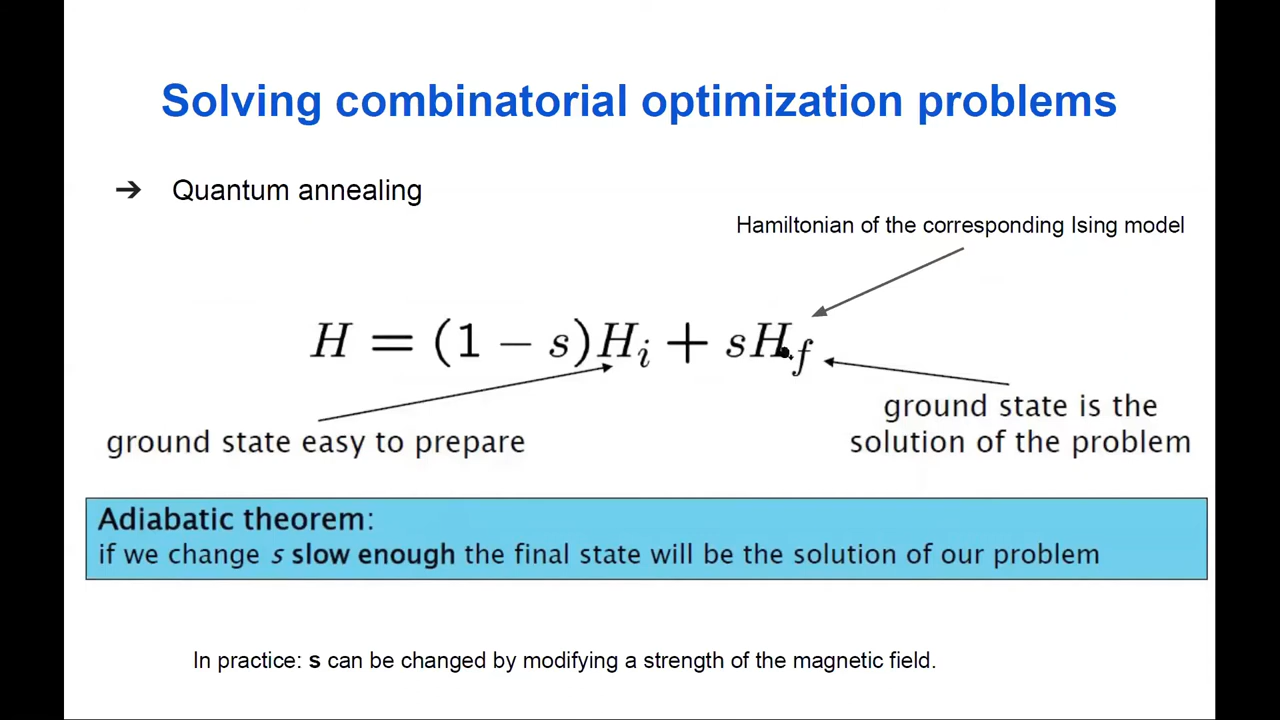 Solving combinatorial optimization problems
➔ Quantum annealing
Hamiltonian of the corresponding Ising model
H = (1 − s)H_i + sH_f
ground state easy to prepare
ground state is the
solution of the problem
Adiabatic theorem:
if we change s slow enough the final state will be the solution of our problem
In practice: s can be changed by modifying a strength of the magnetic field.